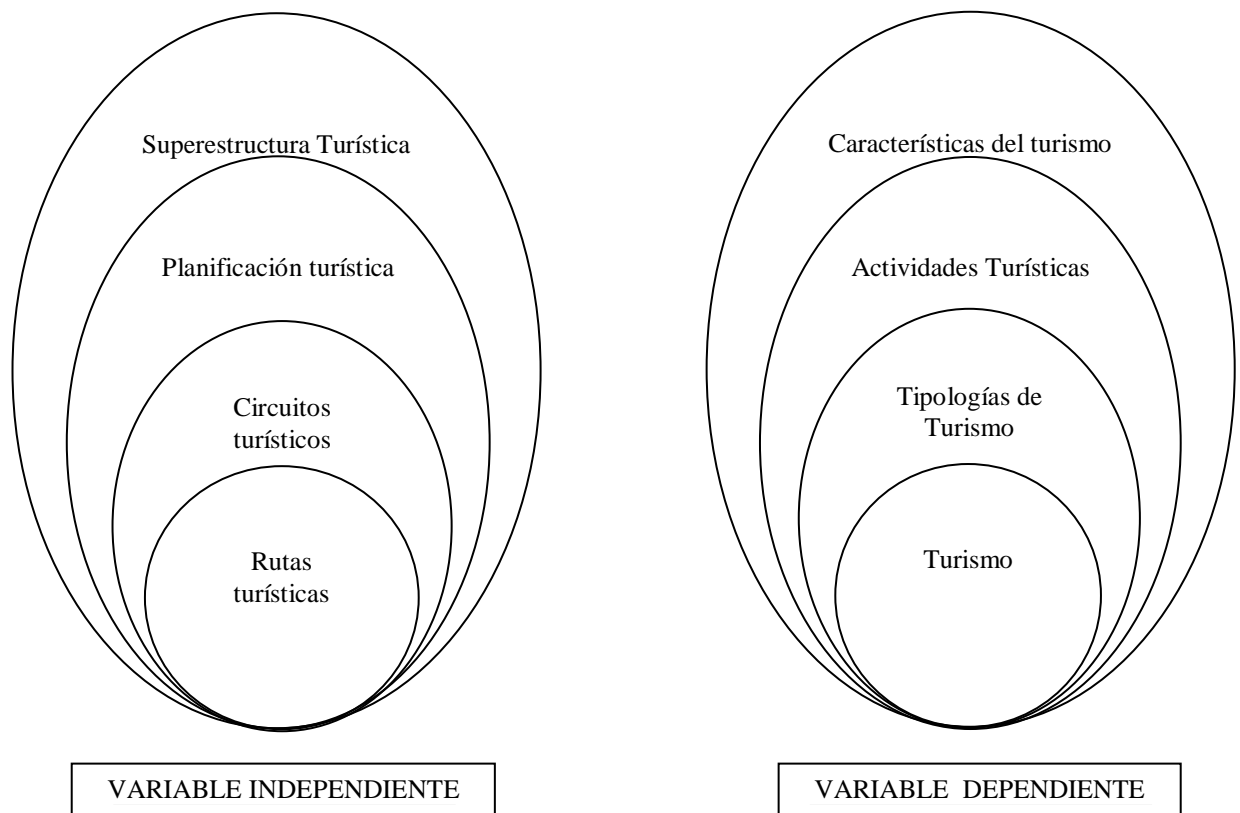 Superestructura Turística
Planificación turística
Circuitos
turísticos
Rutas
turísticas
VARIABLE INDEPENDIENTE
Características del turismo
Actividades Turísticas
Tipologías de
Turismo
Turismo
VARIABLE DEPENDIENTE